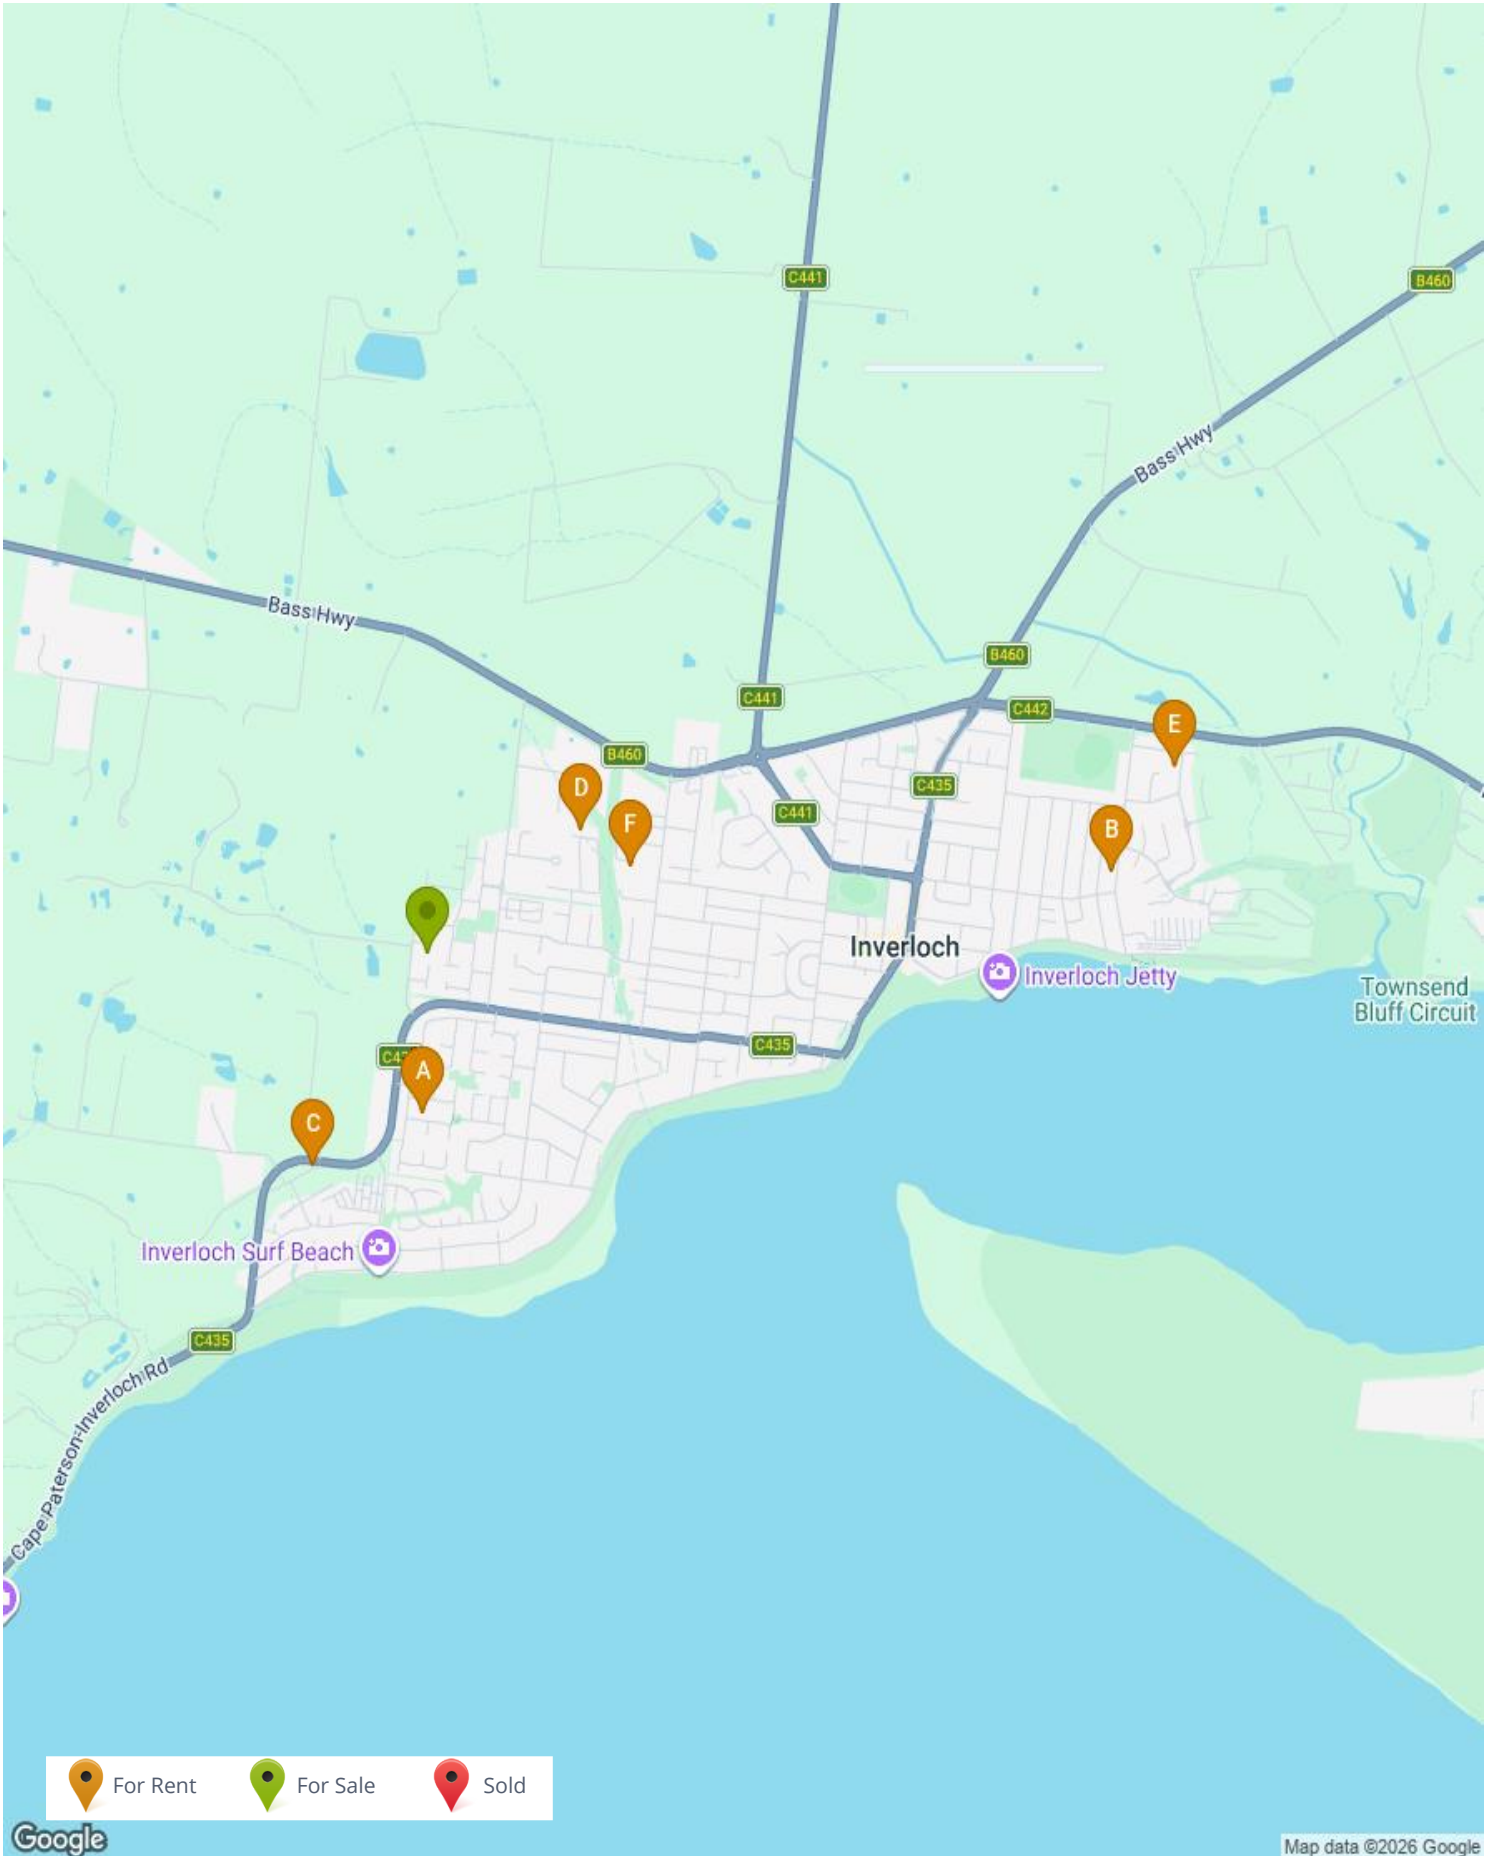 C441
B460
Bass Hwy
Bass Hwy
B460
C441
C442
E
B460
D
C435
F
C441
B
Inverloch
Inverloch Jetty
Townsend
Bluff Circuit
C435
A
C
Inverloch Surf Beach
C435
Cape Paterson-Inverloch Rd
For Rent
For Sale
Sold
Google
Map data ©2026 Google